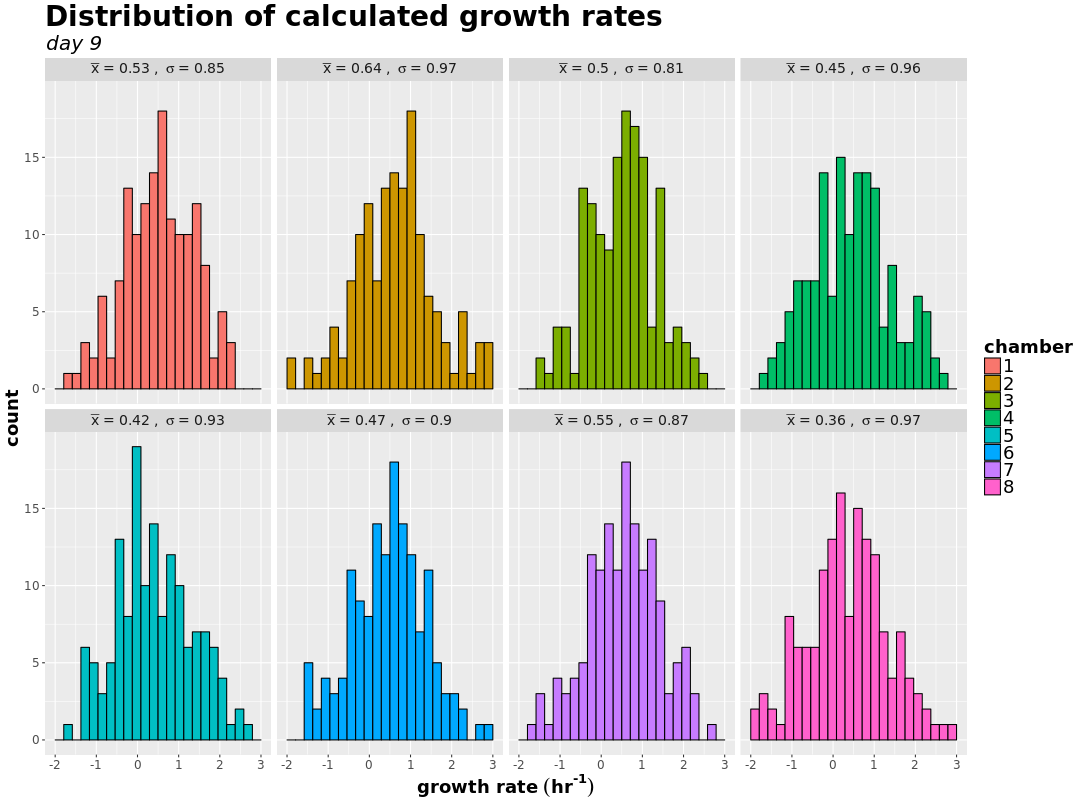 Distribution of calculated growth rates
day 9
x̅ = 0.53 , σ = 0.85
x̅ = 0.64 , σ = 0.97
x̅ = 0.5 , σ = 0.81
x̅ = 0.45 , σ = 0.96
15
10
5
0
x̅ = 0.42 , σ = 0.93
x̅ = 0.47 , σ = 0.9
x̅ = 0.55 , σ = 0.87
x̅ = 0.36 , σ = 0.97
15
10
5
0
-2 -1 0 1 2 3
-2 -1 0 1 2 3
-2 -1 0 1 2 3
-2 -1 0 1 2 3
count
growth rate (hr⁻¹)
chamber
1
2
3
4
5
6
7
8